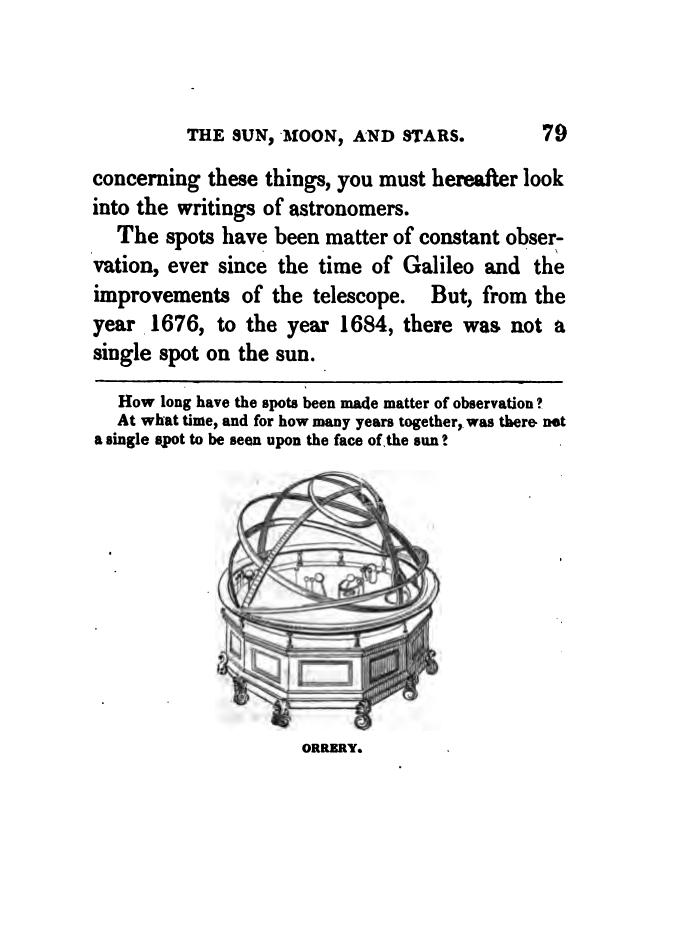 THE SUN, MOON, AND STARS. 79
concerning these things, you must hereafter look
into the writings of astronomers.
The spots have been matter of constant obser-
vation, ever since the time of Galileo and the
improvements of the telescope. But, from the
year 1676, to the year 1684, there was not a
single spot on the sun.
How long have the spots been made matter of observation?
At what time, and for how many years together, was there not
a single spot to be seen upon the face of the sun?
ORRERY.